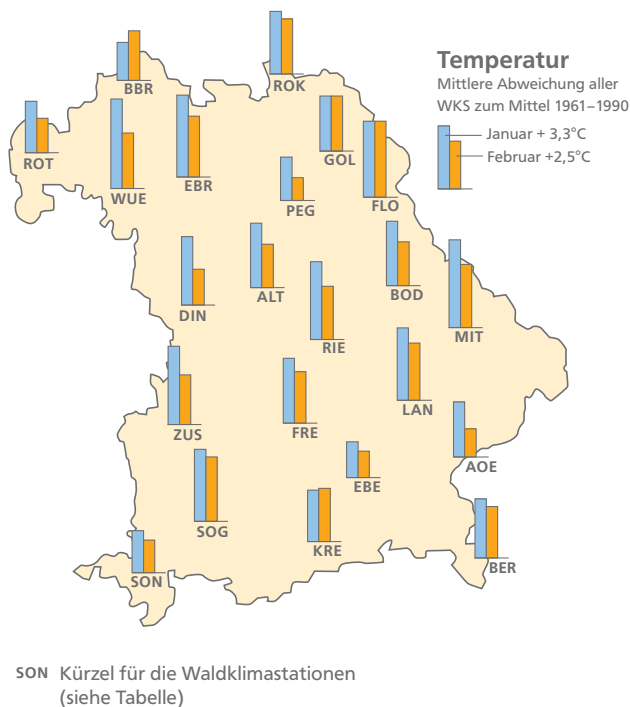 Temperatur
Mittlere Abweichung aller
WKS zum Mittel 1961–1990
Januar + 3,3°C
Februar +2,5°C
BBR
ROK
ROT
WUE
EBR
GOL
PEG
FLO
DIN
ALT
BOD
RIE
MIT
ZUS
FRE
LAN
AOE
EBE
SOG
KRE
BER
SON
SON Kürzel für die Waldklimastationen
(siehe Tabelle)